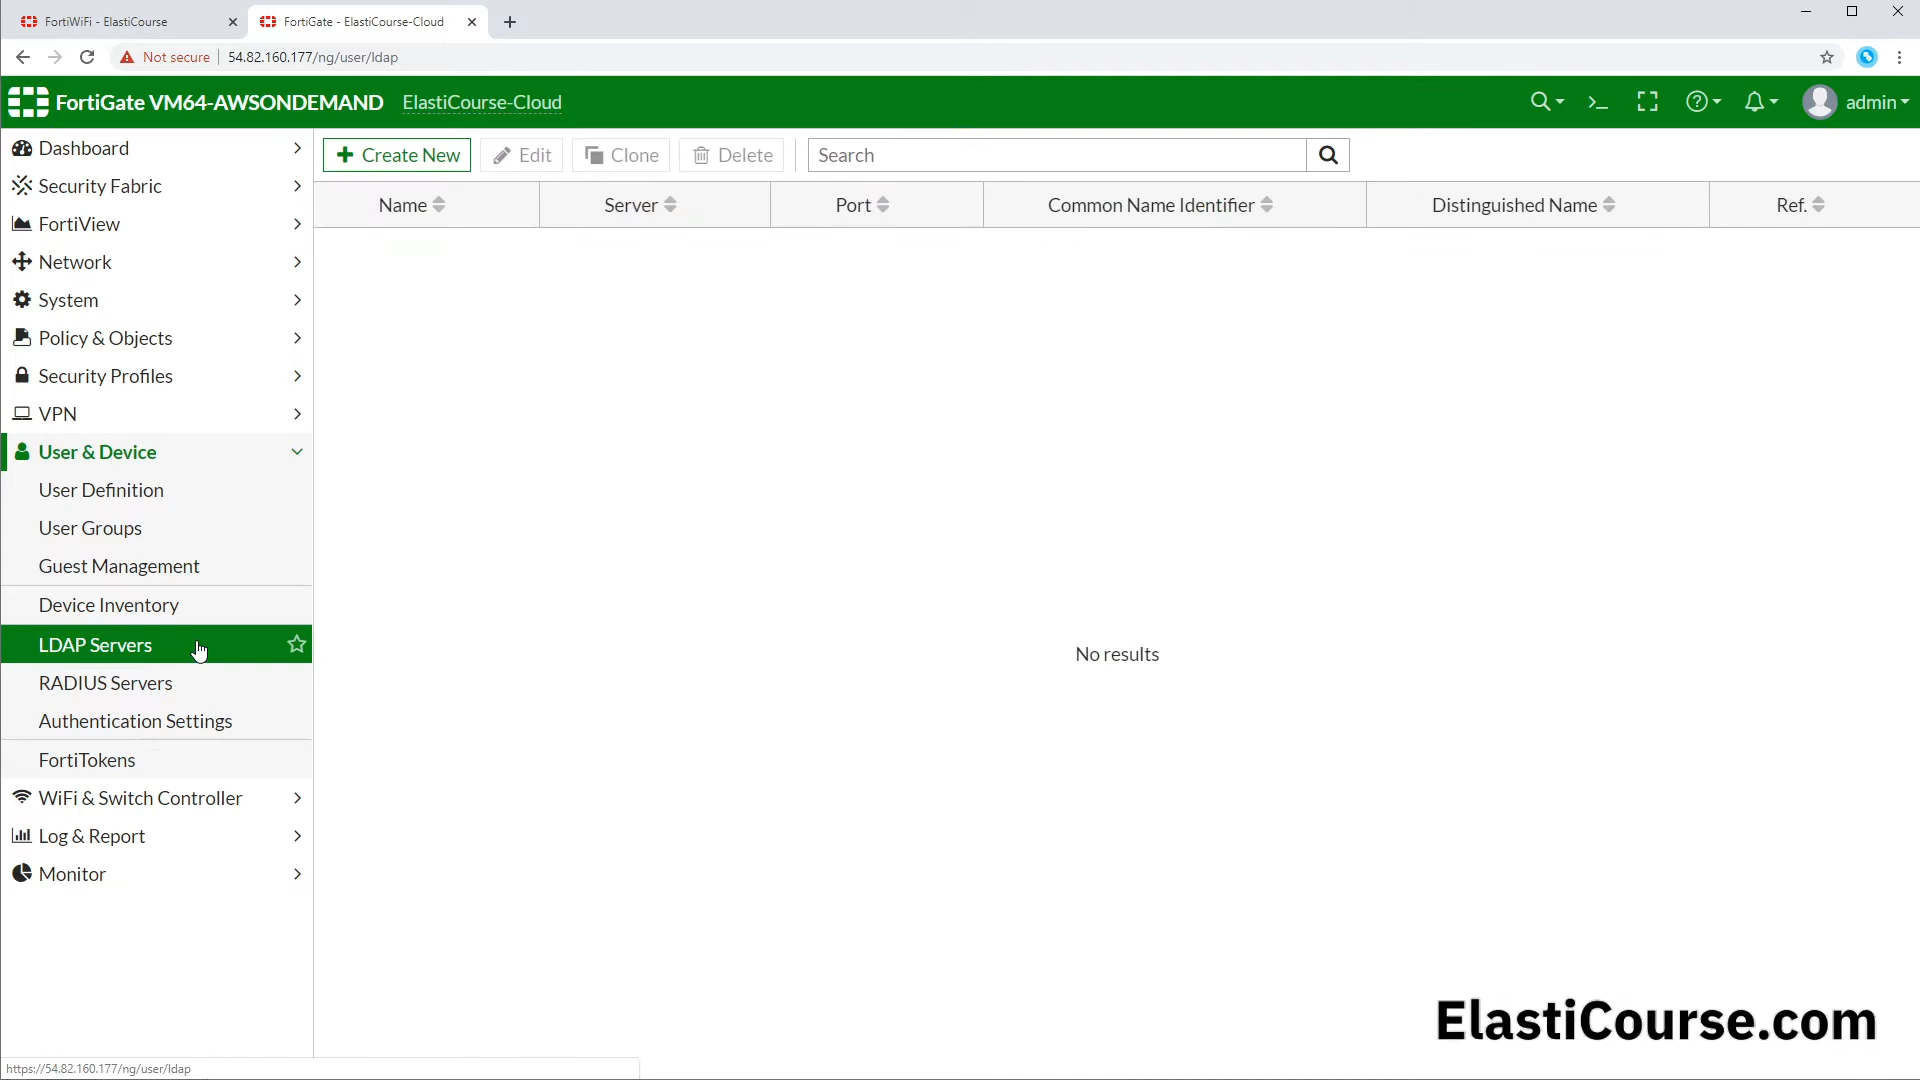 FortiWiFi - ElastiCourse
FortiGate - ElastiCourse-Cloud
Not secure
54.82.160.177/ng/user/ldap
FortiGate VM64-AWSONDEMAND
ElastiCourse-Cloud
admin
Dashboard
Security Fabric
FortiView
Network
System
Policy & Objects
Security Profiles
VPN
User & Device
User Definition
User Groups
Guest Management
Device Inventory
LDAP Servers
RADIUS Servers
Authentication Settings
FortiTokens
WiFi & Switch Controller
Log & Report
Monitor
Create New
Edit
Clone
Delete
Search
Name
Server
Port
Common Name Identifier
Distinguished Name
Ref.
No results
ElastiCourse.com
https://54.82.160.177/ng/user/ldap